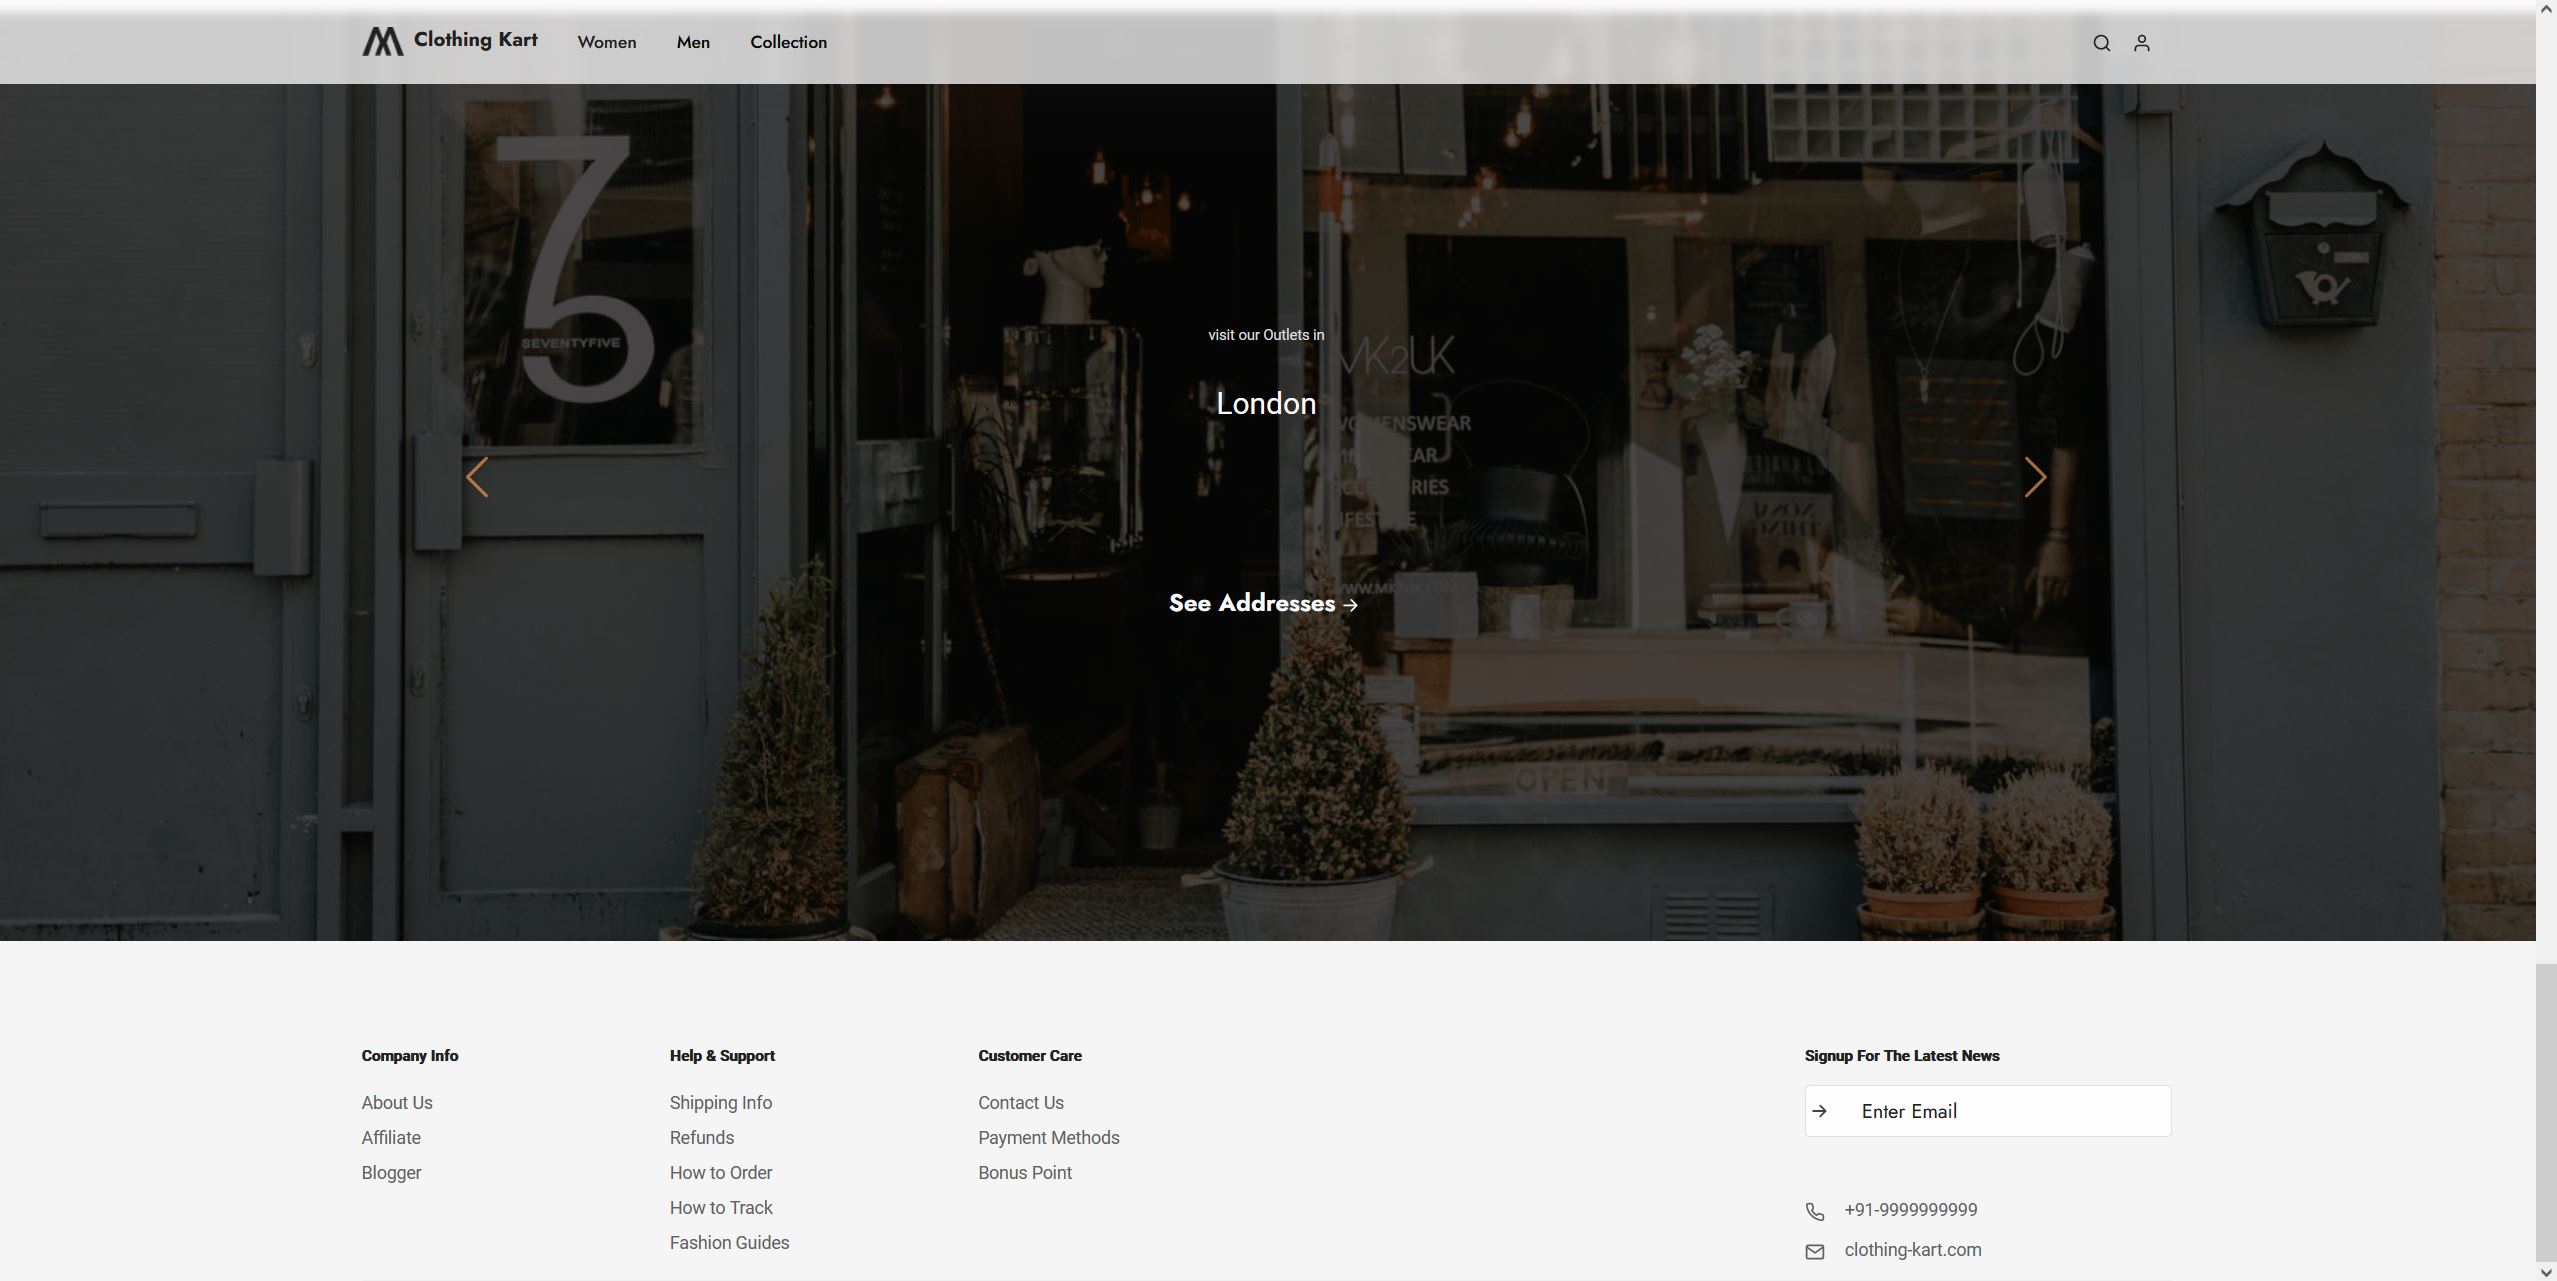 Clothing Kart
Women
Men
Collection
75
SEVENTYFIVE
visit our Outlets in
MK2UK
London
WOMENSWEAR
See Addresses
OPEN
Company Info
About Us
Affiliate
Blogger
Help & Support
Shipping Info
Refunds
How to Order
How to Track
Fashion Guides
Customer Care
Contact Us
Payment Methods
Bonus Point
Signup For The Latest News
Enter Email
+91-9999999999
clothing-kart.com